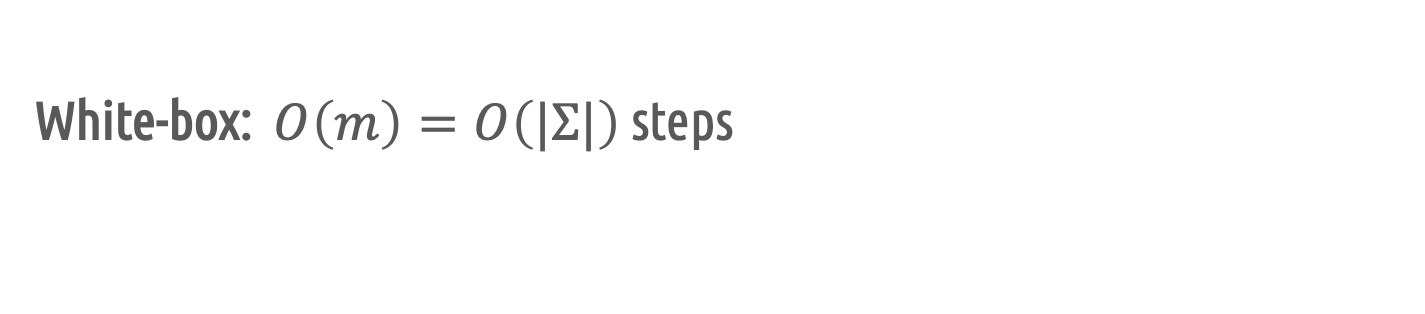 White-box: O(m) = O(|Σ|) steps